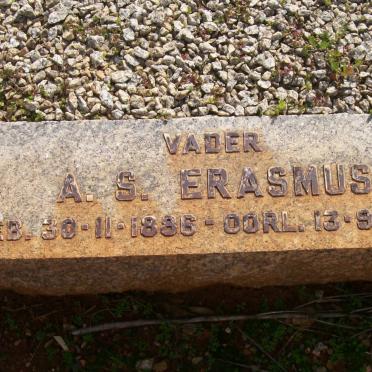 VADER
A. S. ERASMUS
EB. 30·11·1886 - OORL. 13·9